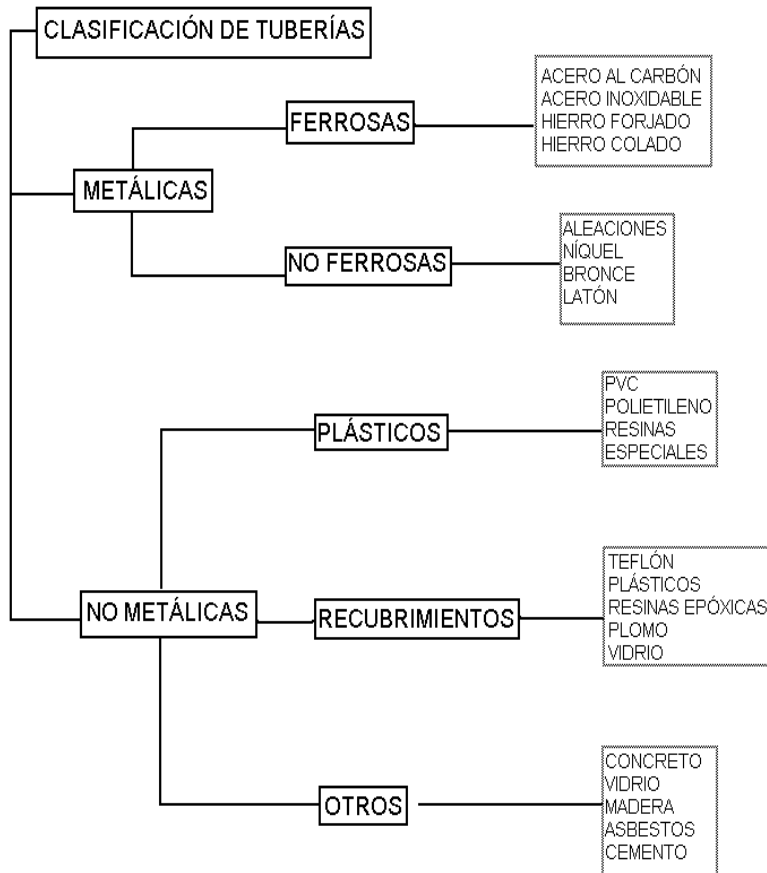 CLASIFICACIÓN DE TUBERÍAS
METÁLICAS
FERROSAS
ACERO AL CARBÓN
ACERO INOXIDABLE
HIERRO FORJADO
HIERRO COLADO
NO FERROSAS
ALEACIONES
NÍQUEL
BRONCE
LATÓN
NO METÁLICAS
PLÁSTICOS
PVC
POLIETILENO
RESINAS
ESPECIALES
RECUBRIMIENTOS
TEFLÓN
PLÁSTICOS
RESINAS EPÓXICAS
PLOMO
VIDRIO
OTROS
CONCRETO
VIDRIO
MADERA
ASBESTOS
CEMENTO